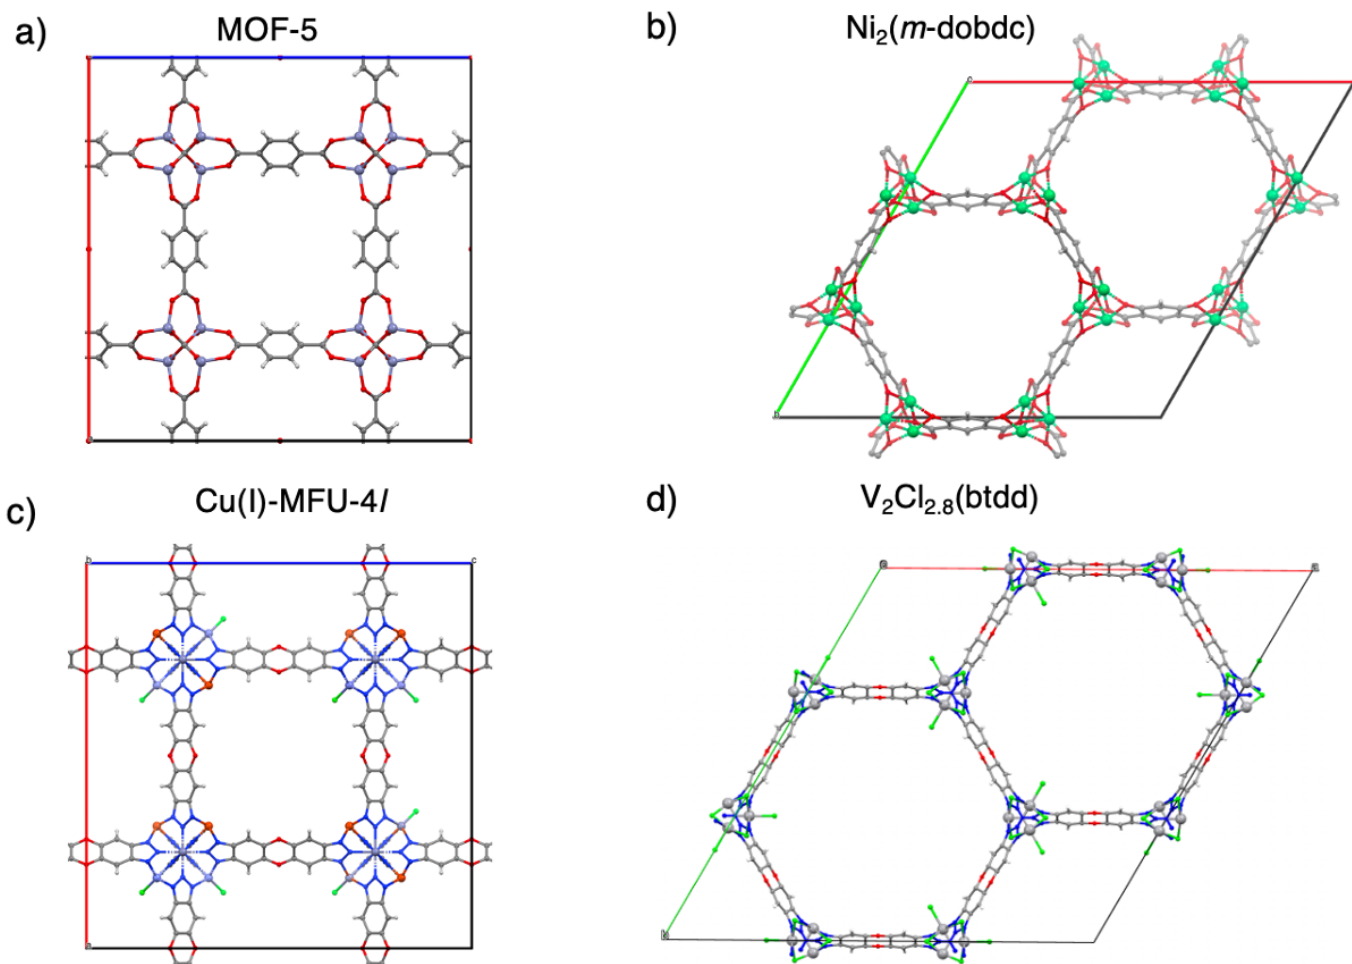 a) MOF-5
b) Ni₂(m-dobdc)
c) Cu(I)-MFU-4l
d) V₂Cl₂.₈(btdd)